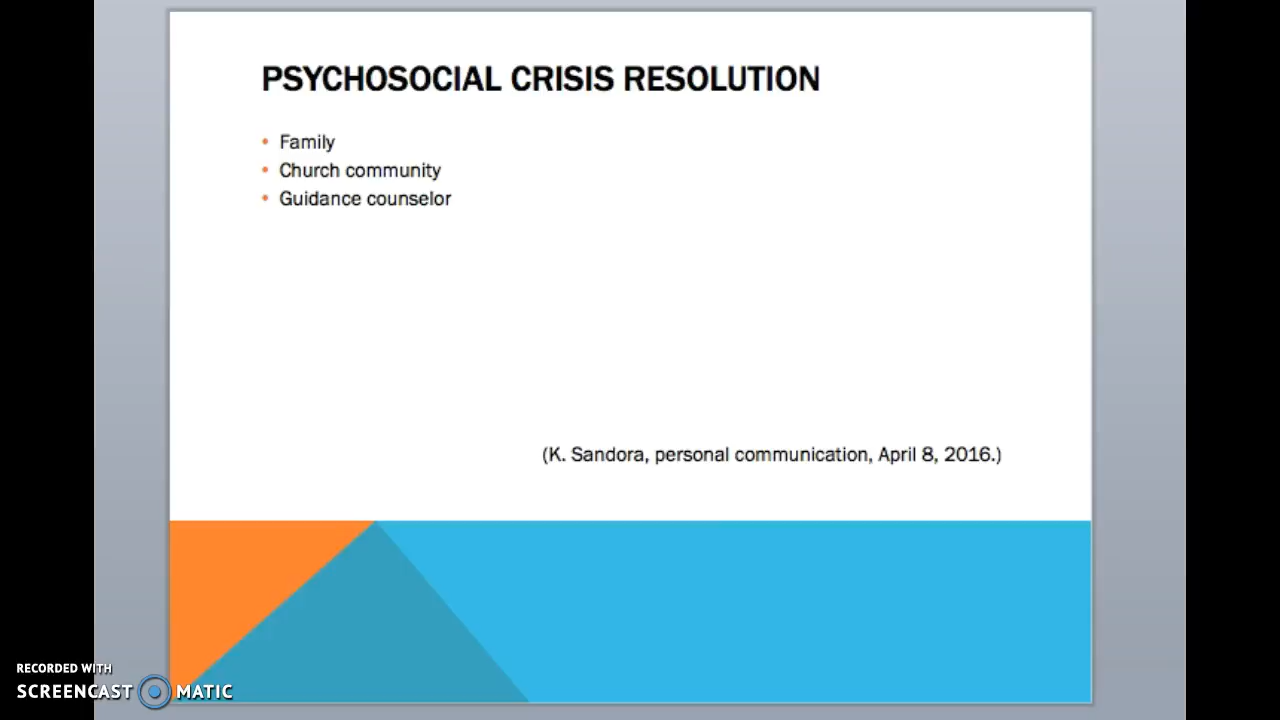 PSYCHOSOCIAL CRISIS RESOLUTION
• Family
• Church community
• Guidance counselor
(K. Sandora, personal communication, April 8, 2016.)
RECORDED WITH
SCREENCAST MATIC